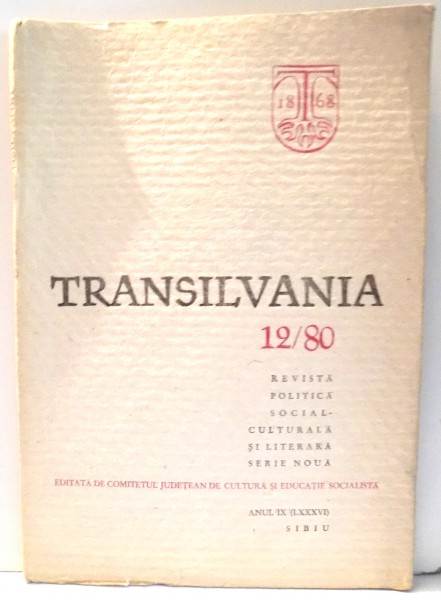 18 68
TRANSILVANIA
12/80
REVISTĂ
POLITICĂ
SOCIAL-
CULTURALĂ
ȘI LITERARĂ
SERIE NOUĂ
EDITATĂ DE COMITETUL JUDEȚEAN DE CULTURĂ ȘI EDUCAȚIE SOCIALISTĂ
ANUL IX (LXXXVI)
SIBIU